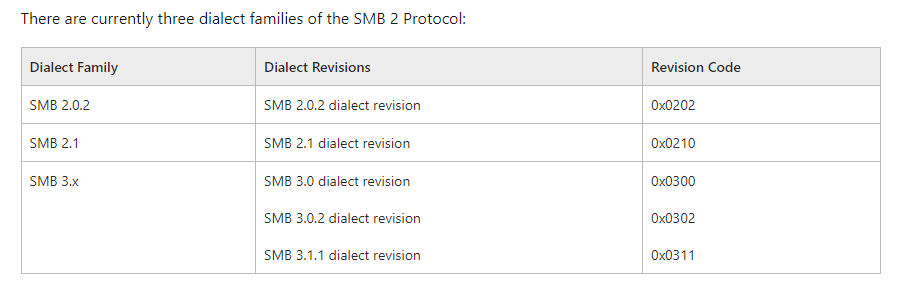 There are currently three dialect families of the SMB 2 Protocol:
Dialect Family Dialect Revisions Revision Code
SMB 2.0.2 SMB 2.0.2 dialect revision 0x0202
SMB 2.1 SMB 2.1 dialect revision 0x0210
SMB 3.x SMB 3.0 dialect revision 0x0300
SMB 3.0.2 dialect revision 0x0302
SMB 3.1.1 dialect revision 0x0311